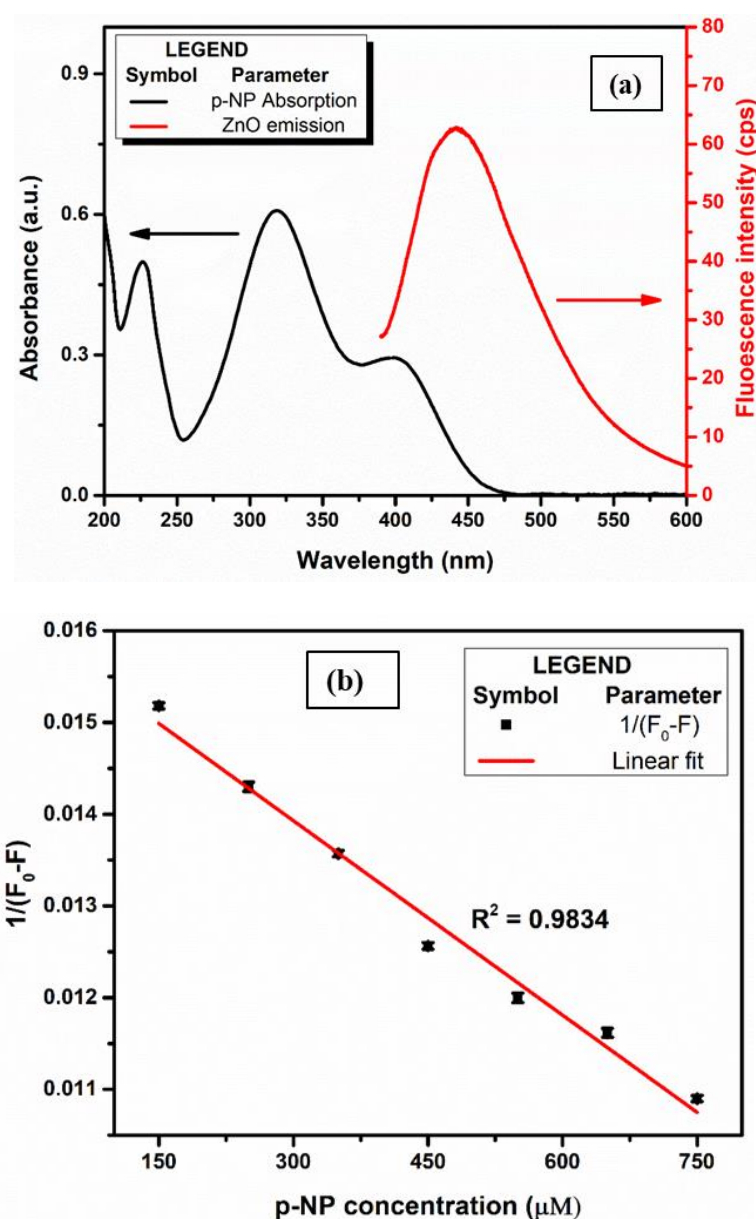 LEGEND
Symbol Parameter
p-NP Absorption
ZnO emission
(a)
Absorbance (a.u.)
0.9
0.6
0.3
0.0
80
70
60
50
40
30
20
10
0
Fluoescence intensity (cps)
200 250 300 350 400 450 500 550 600
Wavelength (nm)
LEGEND
Symbol Parameter
1/(F0-F)
Linear fit
(b)
1/(F0-F)
0.016
0.015
0.014
0.013
0.012
0.011
R2 = 0.9834
150 300 450 600 750
p-NP concentration (μM)